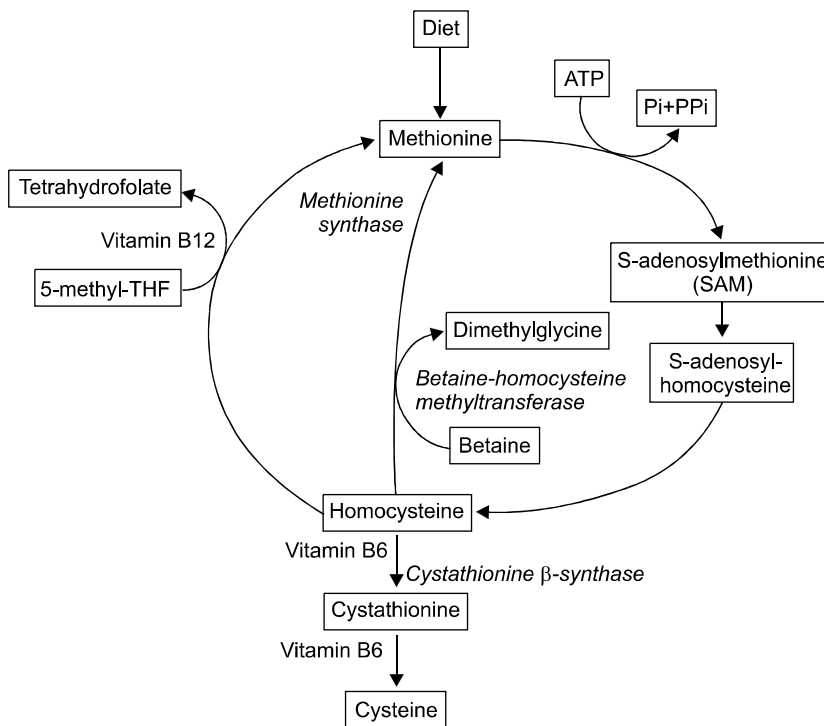 Diet
ATP
Pi+PPi
Methionine
Tetrahydrofolate
Methionine
synthase
Vitamin B12
5-methyl-THF
S-adenosylmethionine
(SAM)
Dimethylglycine
S-adenosyl-
homocysteine
Betaine-homocysteine
methyltransferase
Betaine
Homocysteine
Vitamin B6
Cystathionine β-synthase
Cystathionine
Vitamin B6
Cysteine